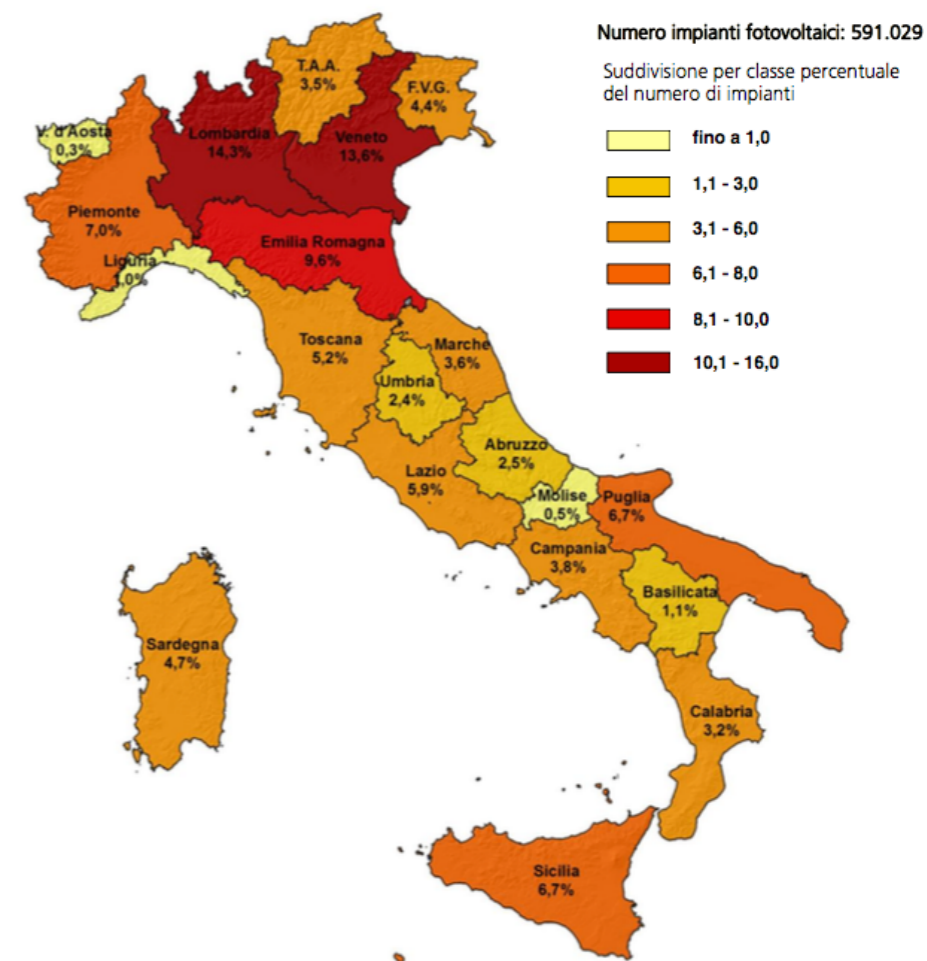 Numero impianti fotovoltaici: 591.029
Suddivisione per classe percentuale
del numero di impianti
fino a 1,0
1,1 - 3,0
3,1 - 6,0
6,1 - 8,0
8,1 - 10,0
10,1 - 16,0
T.A.A.
3,5%
F.V.G.
4,4%
V. d'Aosta
0,3%
Lombardia
14,3%
Veneto
13,6%
Piemonte
7,0%
Emilia Romagna
9,6%
Liguria
1,0%
Toscana
5,2%
Marche
3,6%
Umbria
2,4%
Abruzzo
2,5%
Lazio
5,9%
Molise
0,5%
Puglia
6,7%
Campania
3,8%
Basilicata
1,1%
Sardegna
4,7%
Calabria
3,2%
Sicilia
6,7%